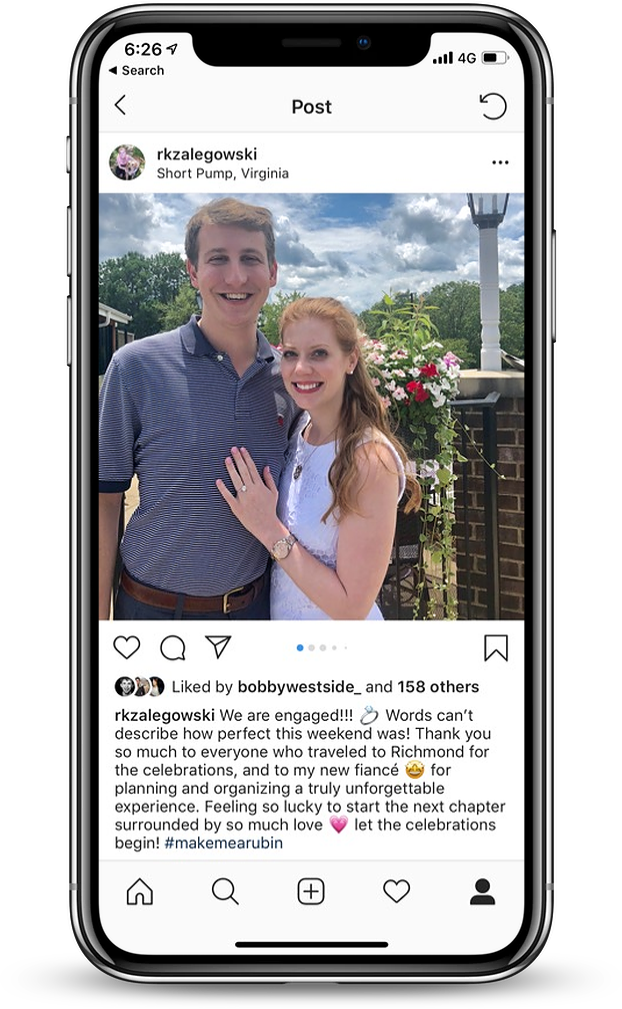 6:26
4G
◀ Search
Post
rkzalegowski
Short Pump, Virginia
Liked by bobbywestside_ and 158 others
rkzalegowski We are engaged!!! 💍 Words can’t
describe how perfect this weekend was! Thank you
so much to everyone who traveled to Richmond for
the celebrations, and to my new fiancé 🤩 for
planning and organizing a truly unforgettable
experience. Feeling so lucky to start the next chapter
surrounded by so much love 💗 let the celebrations
begin! #makemearubin